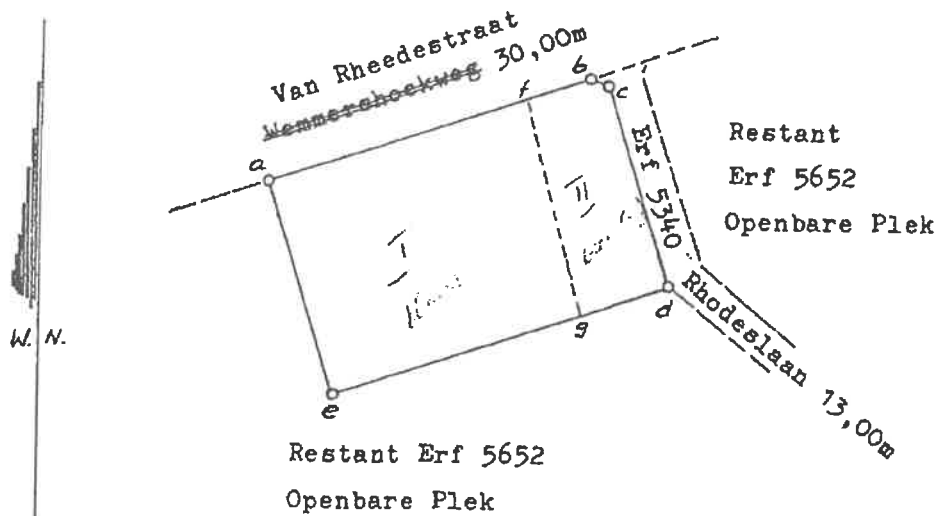 Van Rheedestraat
Wemmershoekweg 30,00m
a
f
b
c
I
II
Erf 5340
Restant
Erf 5652
Openbare Plek
W. N.
e
g
d
Rhodeslaan 13,00m
Restant Erf 5652
Openbare Plek